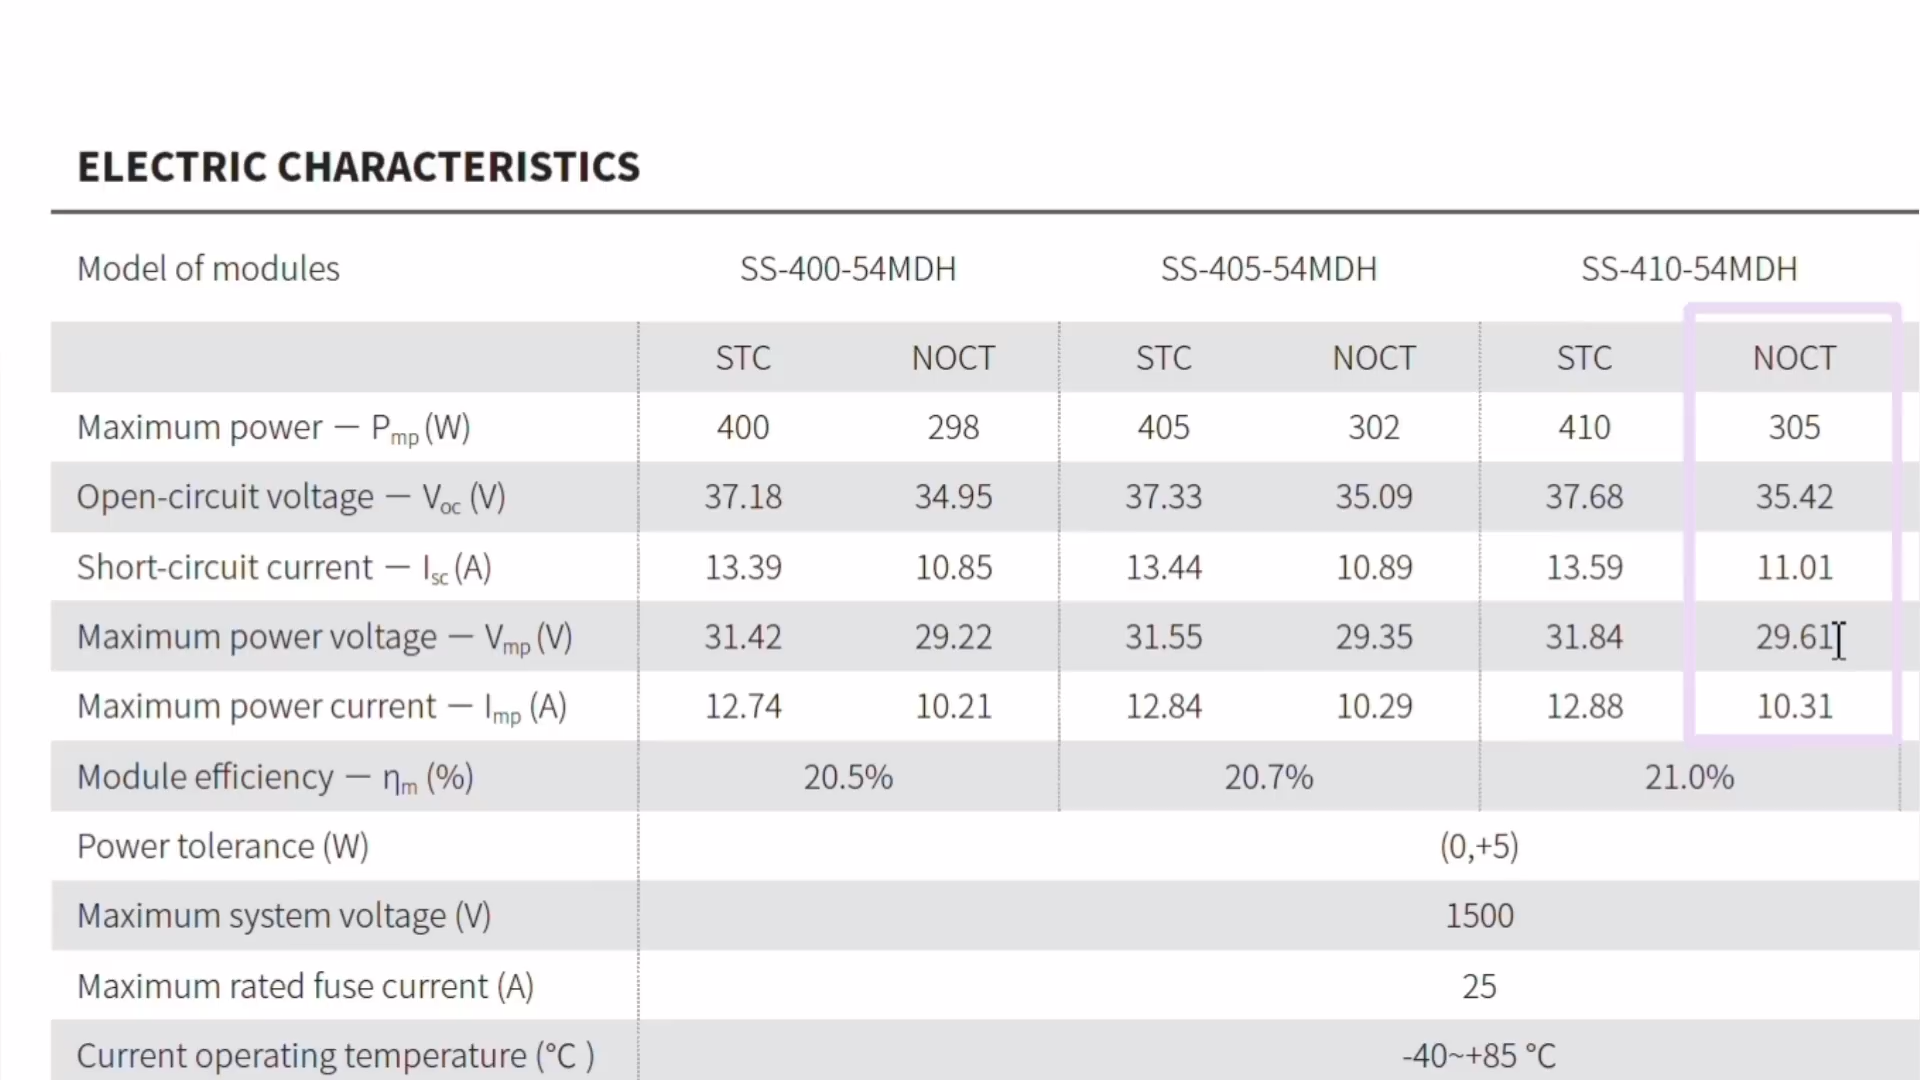 ELECTRIC CHARACTERISTICS
Model of modules SS-400-54MDH SS-405-54MDH SS-410-54MDH
STC NOCT STC NOCT STC NOCT
Maximum power — Pmp (W) 400 298 405 302 410 305
Open-circuit voltage — Voc (V) 37.18 34.95 37.33 35.09 37.68 35.42
Short-circuit current — Isc (A) 13.39 10.85 13.44 10.89 13.59 11.01
Maximum power voltage — Vmp (V) 31.42 29.22 31.55 29.35 31.84 29.61
Maximum power current — Imp (A) 12.74 10.21 12.84 10.29 12.88 10.31
Module efficiency — ηm (%) 20.5% 20.7% 21.0%
Power tolerance (W) (0,+5)
Maximum system voltage (V) 1500
Maximum rated fuse current (A) 25
Current operating temperature (°C ) -40~+85 °C